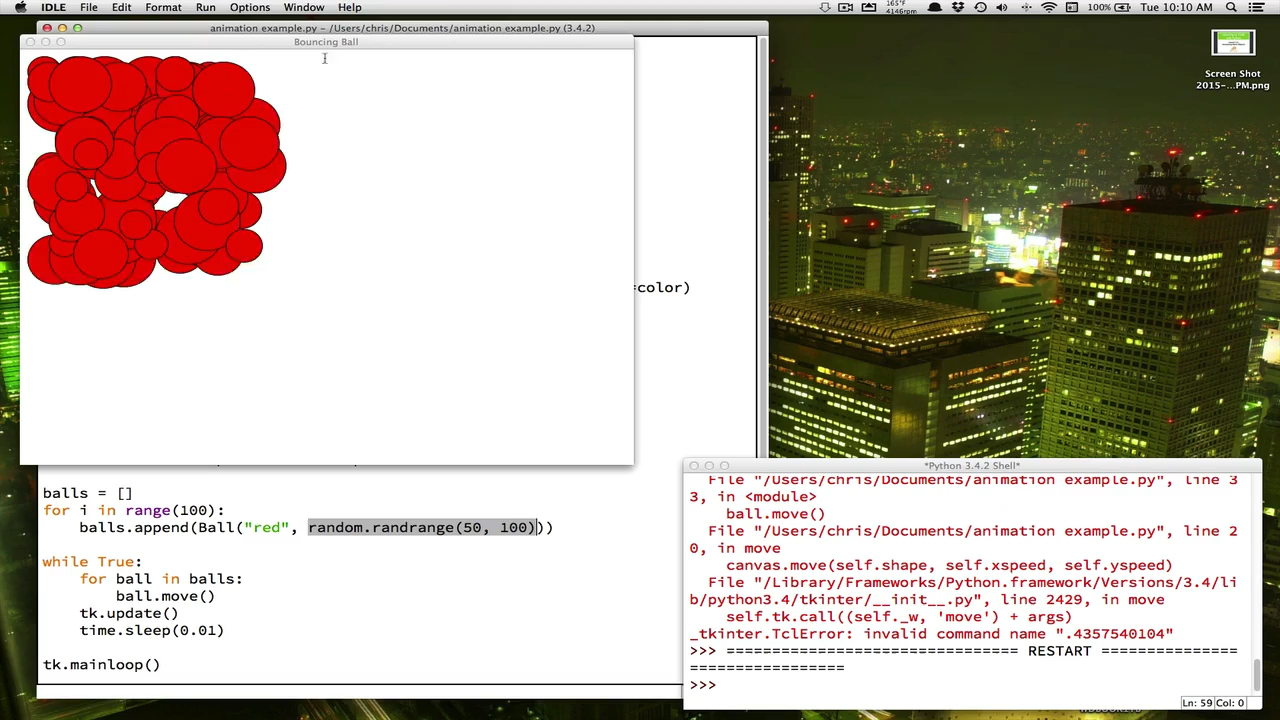 IDLE File Edit Format Run Options Window Help
165°F
4146rpm
100%
Tue 10:10 AM
animation example.py - /Users/chris/Documents/animation example.py (3.4.2)
Bouncing Ball
Screen Shot
2015-...PM.png
=color)
balls = []
for i in range(100):
balls.append(Ball("red", random.randrange(50, 100)))
while True:
for ball in balls:
ball.move()
tk.update()
time.sleep(0.01)
tk.mainloop()
*Python 3.4.2 Shell*
File "/Users/chris/Documents/animation example.py", line 3
3, in <module>
ball.move()
File "/Users/chris/Documents/animation example.py", line 2
0, in move
canvas.move(self.shape, self.xspeed, self.yspeed)
File "/Library/Frameworks/Python.framework/Versions/3.4/li
b/python3.4/tkinter/__init__.py", line 2429, in move
self.tk.call((self._w, 'move') + args)
_tkinter.TclError: invalid command name ".4357540104"
>>> ================================ RESTART ===============
=================
>>>
Ln: 59 Col: 0